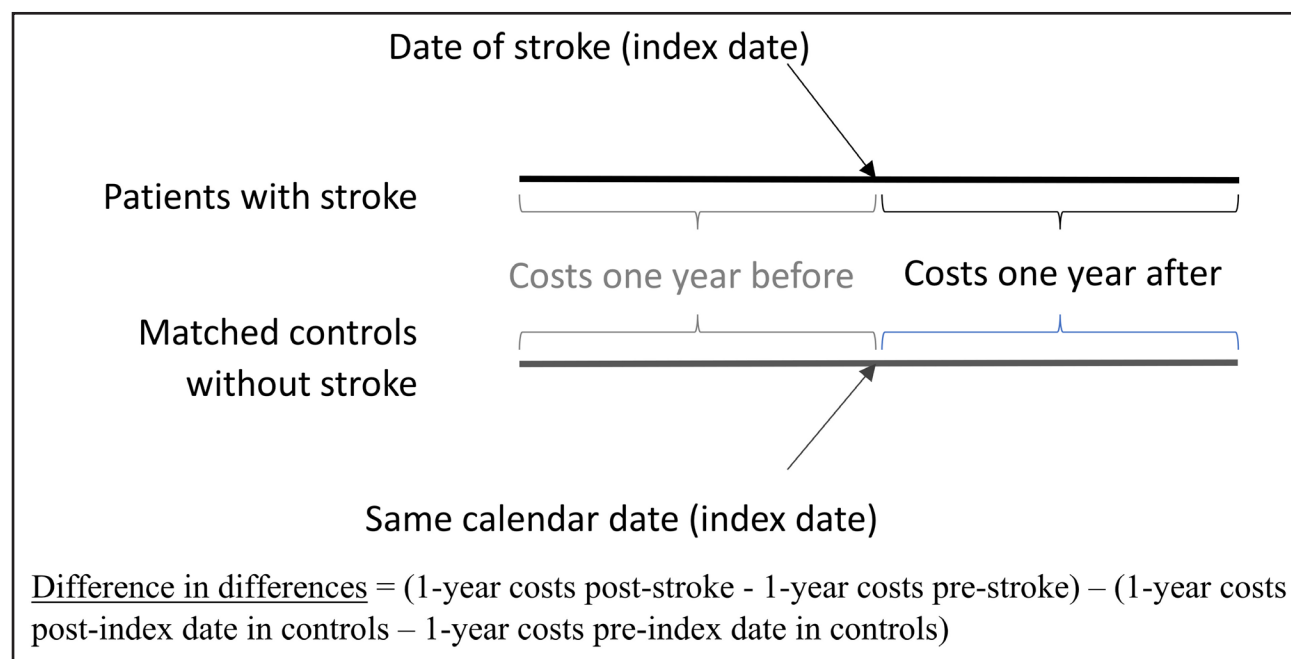 Date of stroke (index date)
Patients with stroke
Costs one year before
Costs one year after
Matched controls
without stroke
Same calendar date (index date)
Difference in differences = (1-year costs post-stroke - 1-year costs pre-stroke) – (1-year costs
post-index date in controls – 1-year costs pre-index date in controls)